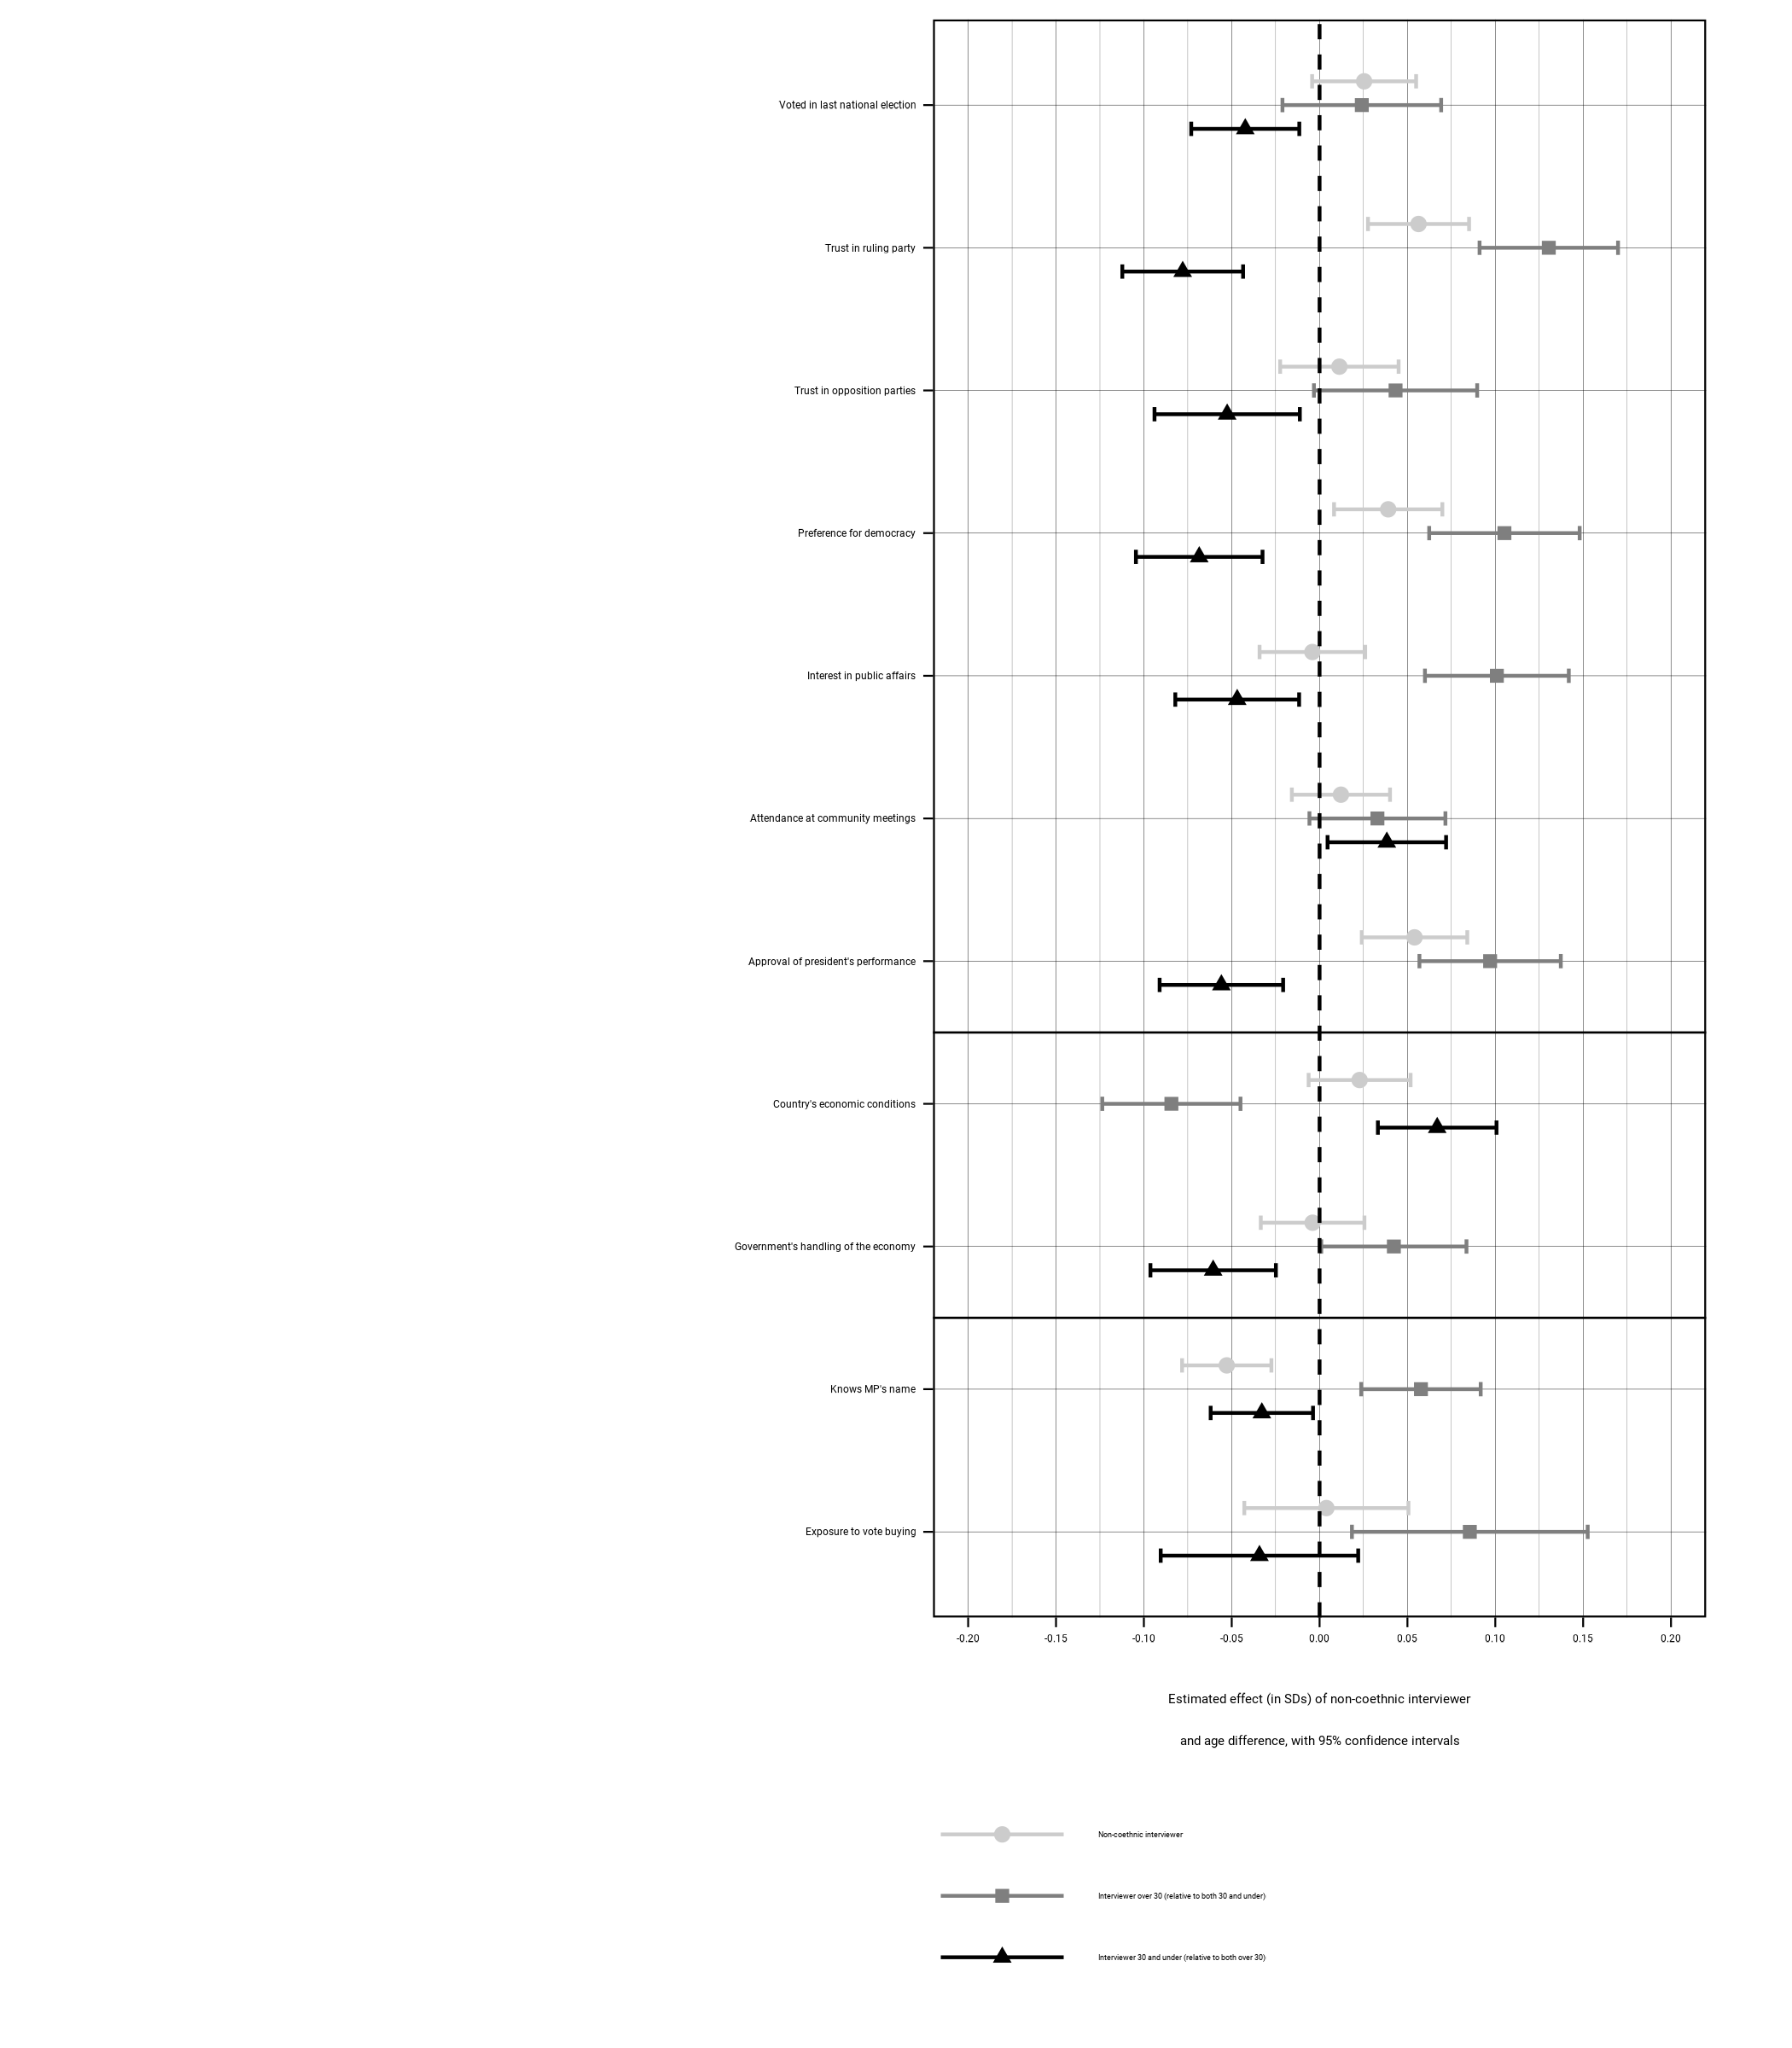 Voted in last national election
Trust in ruling party
Trust in opposition parties
Preference for democracy
Interest in public affairs
Attendance at community meetings
Approval of president's performance
Country's economic conditions
Government's handling of the economy
Knows MP's name
Exposure to vote buying
-0.20 -0.15 -0.10 -0.05 0.00 0.05 0.10 0.15 0.20
Estimated effect (in SDs) of non-coethnic interviewer
and age difference, with 95% confidence intervals
Non-coethnic interviewer
Interviewer over 30 (relative to both 30 and under)
Interviewer 30 and under (relative to both over 30)